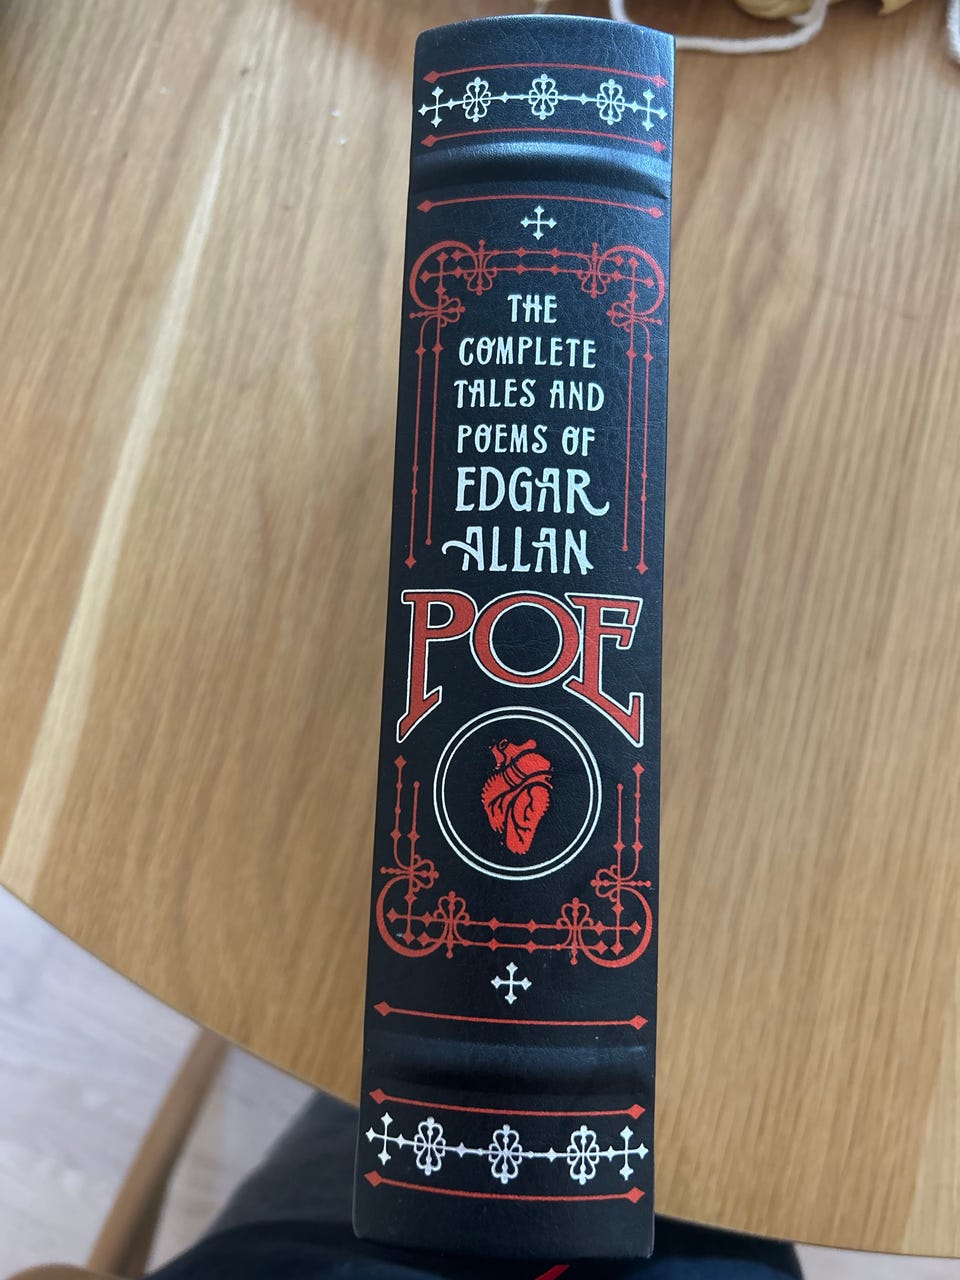 THE
COMPLETE
TALES AND
POEMS OF
EDGAR
ALLAN
POE